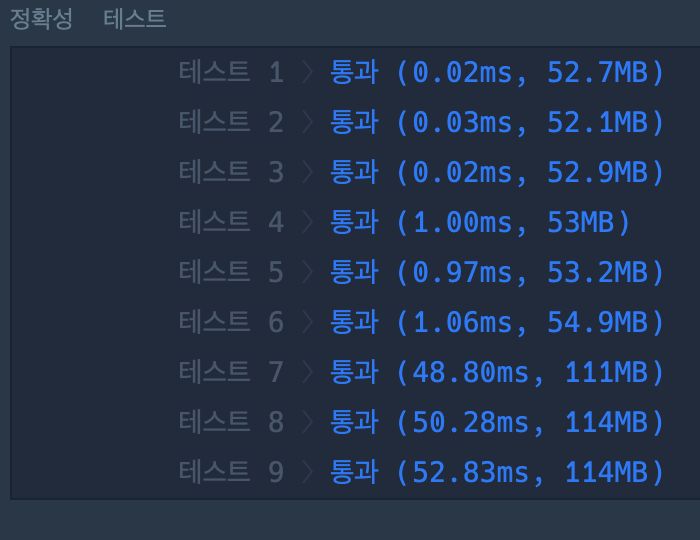 정확성 테스트
테스트 1 〉 통과 (0.02ms, 52.7MB)
테스트 2 〉 통과 (0.03ms, 52.1MB)
테스트 3 〉 통과 (0.02ms, 52.9MB)
테스트 4 〉 통과 (1.00ms, 53MB)
테스트 5 〉 통과 (0.97ms, 53.2MB)
테스트 6 〉 통과 (1.06ms, 54.9MB)
테스트 7 〉 통과 (48.80ms, 111MB)
테스트 8 〉 통과 (50.28ms, 114MB)
테스트 9 〉 통과 (52.83ms, 114MB)